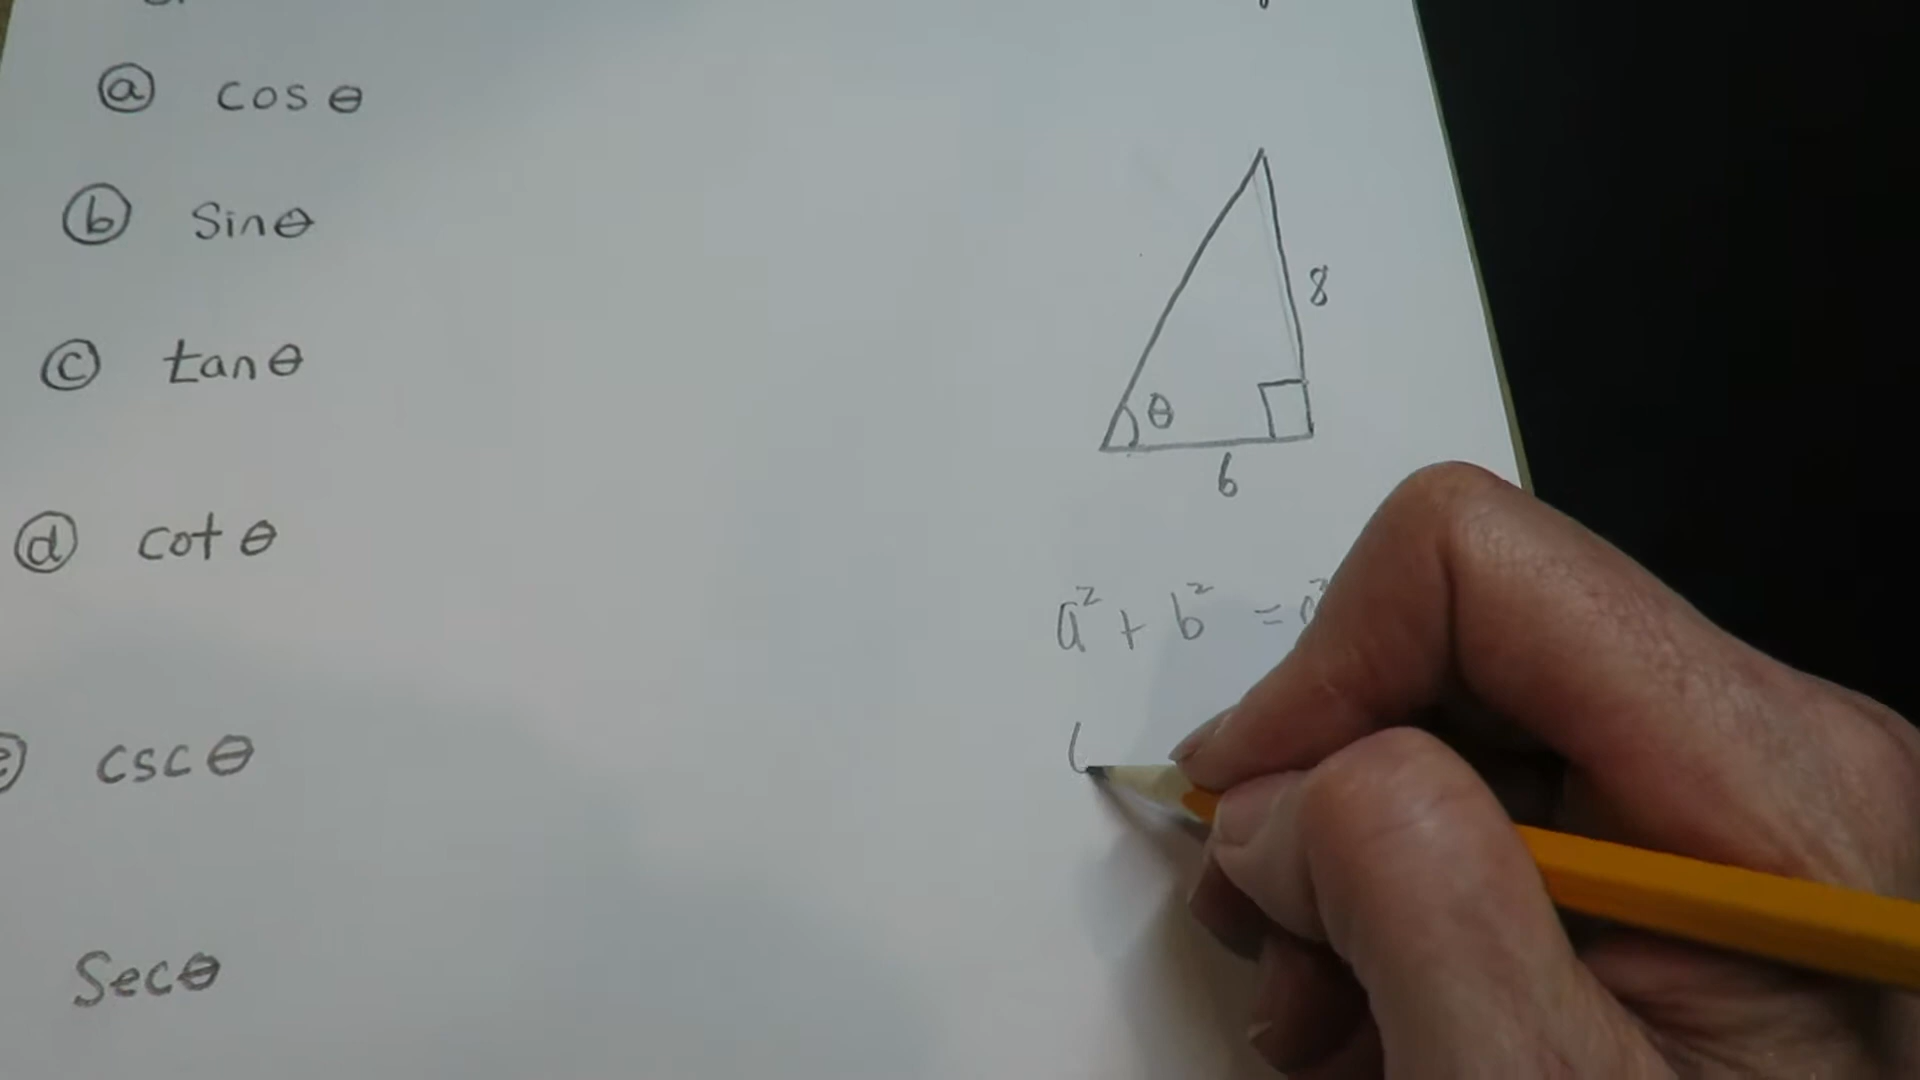 ⓐ cos θ
ⓑ sin θ
ⓒ tan θ
ⓓ cot θ
ⓔ csc θ
sec θ
8
θ
6
a² + b² =